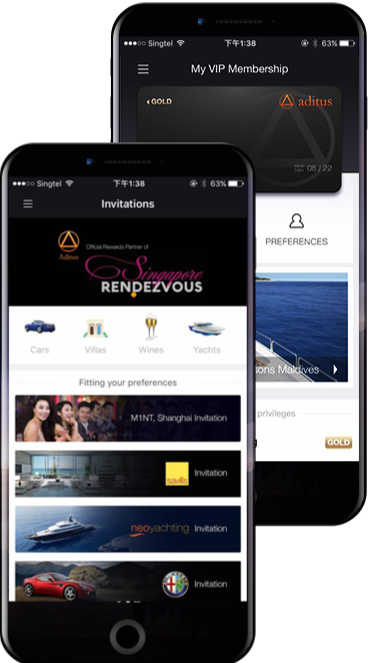 Singtel 下午1:38 63%
My VIP Membership
GOLD
aditus
08 / 22
PREFERENCES
sons Maldives
privileges
GOLD
Singtel 下午1:38 63%
Invitations
Aditus
Official Rewards Partner of
Singapore
RENDEZVOUS
Cars Villas Wines Yachts
Fitting your preferences
M1NT, Shanghai Invitation
savills Invitation
neoyachting Invitation
Invitation